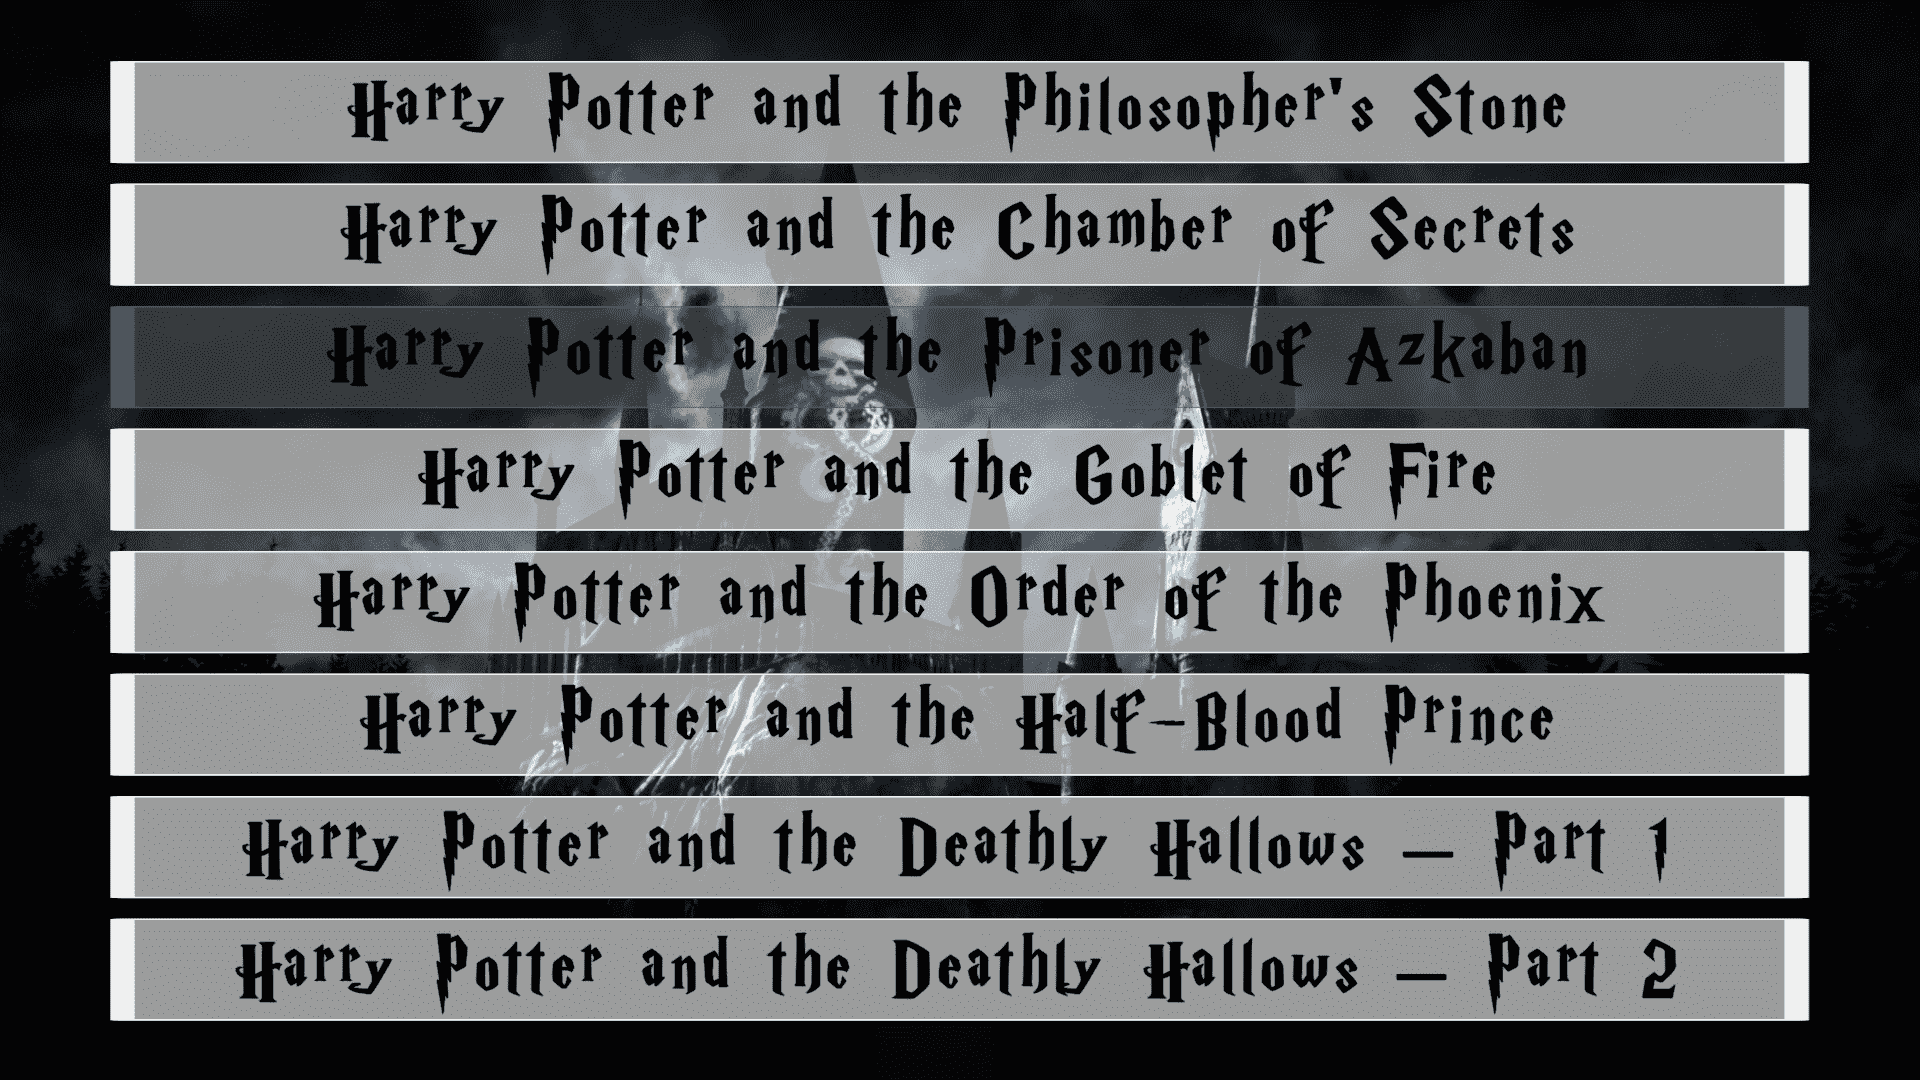 Harry Potter and the Philosopher's Stone
Harry Potter and the Chamber of Secrets
Harry Potter and the Prisoner of Azkaban
Harry Potter and the Goblet of Fire
Harry Potter and the Order of the Phoenix
Harry Potter and the Half-Blood Prince
Harry Potter and the Deathly Hallows – Part 1
Harry Potter and the Deathly Hallows – Part 2